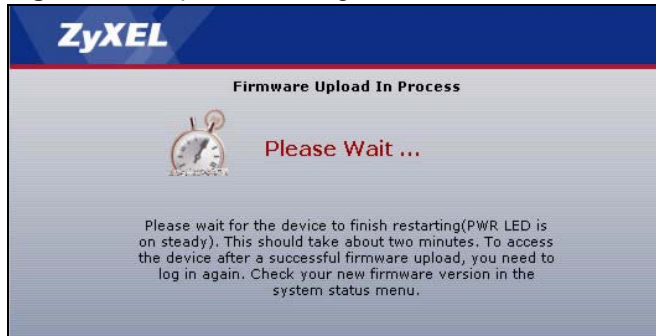 ZyXEL
Firmware Upload In Process
Please Wait ...
Please wait for the device to finish restarting(PWR LED is
on steady). This should take about two minutes. To access
the device after a successful firmware upload, you need to
log in again. Check your new firmware version in the
system status menu.